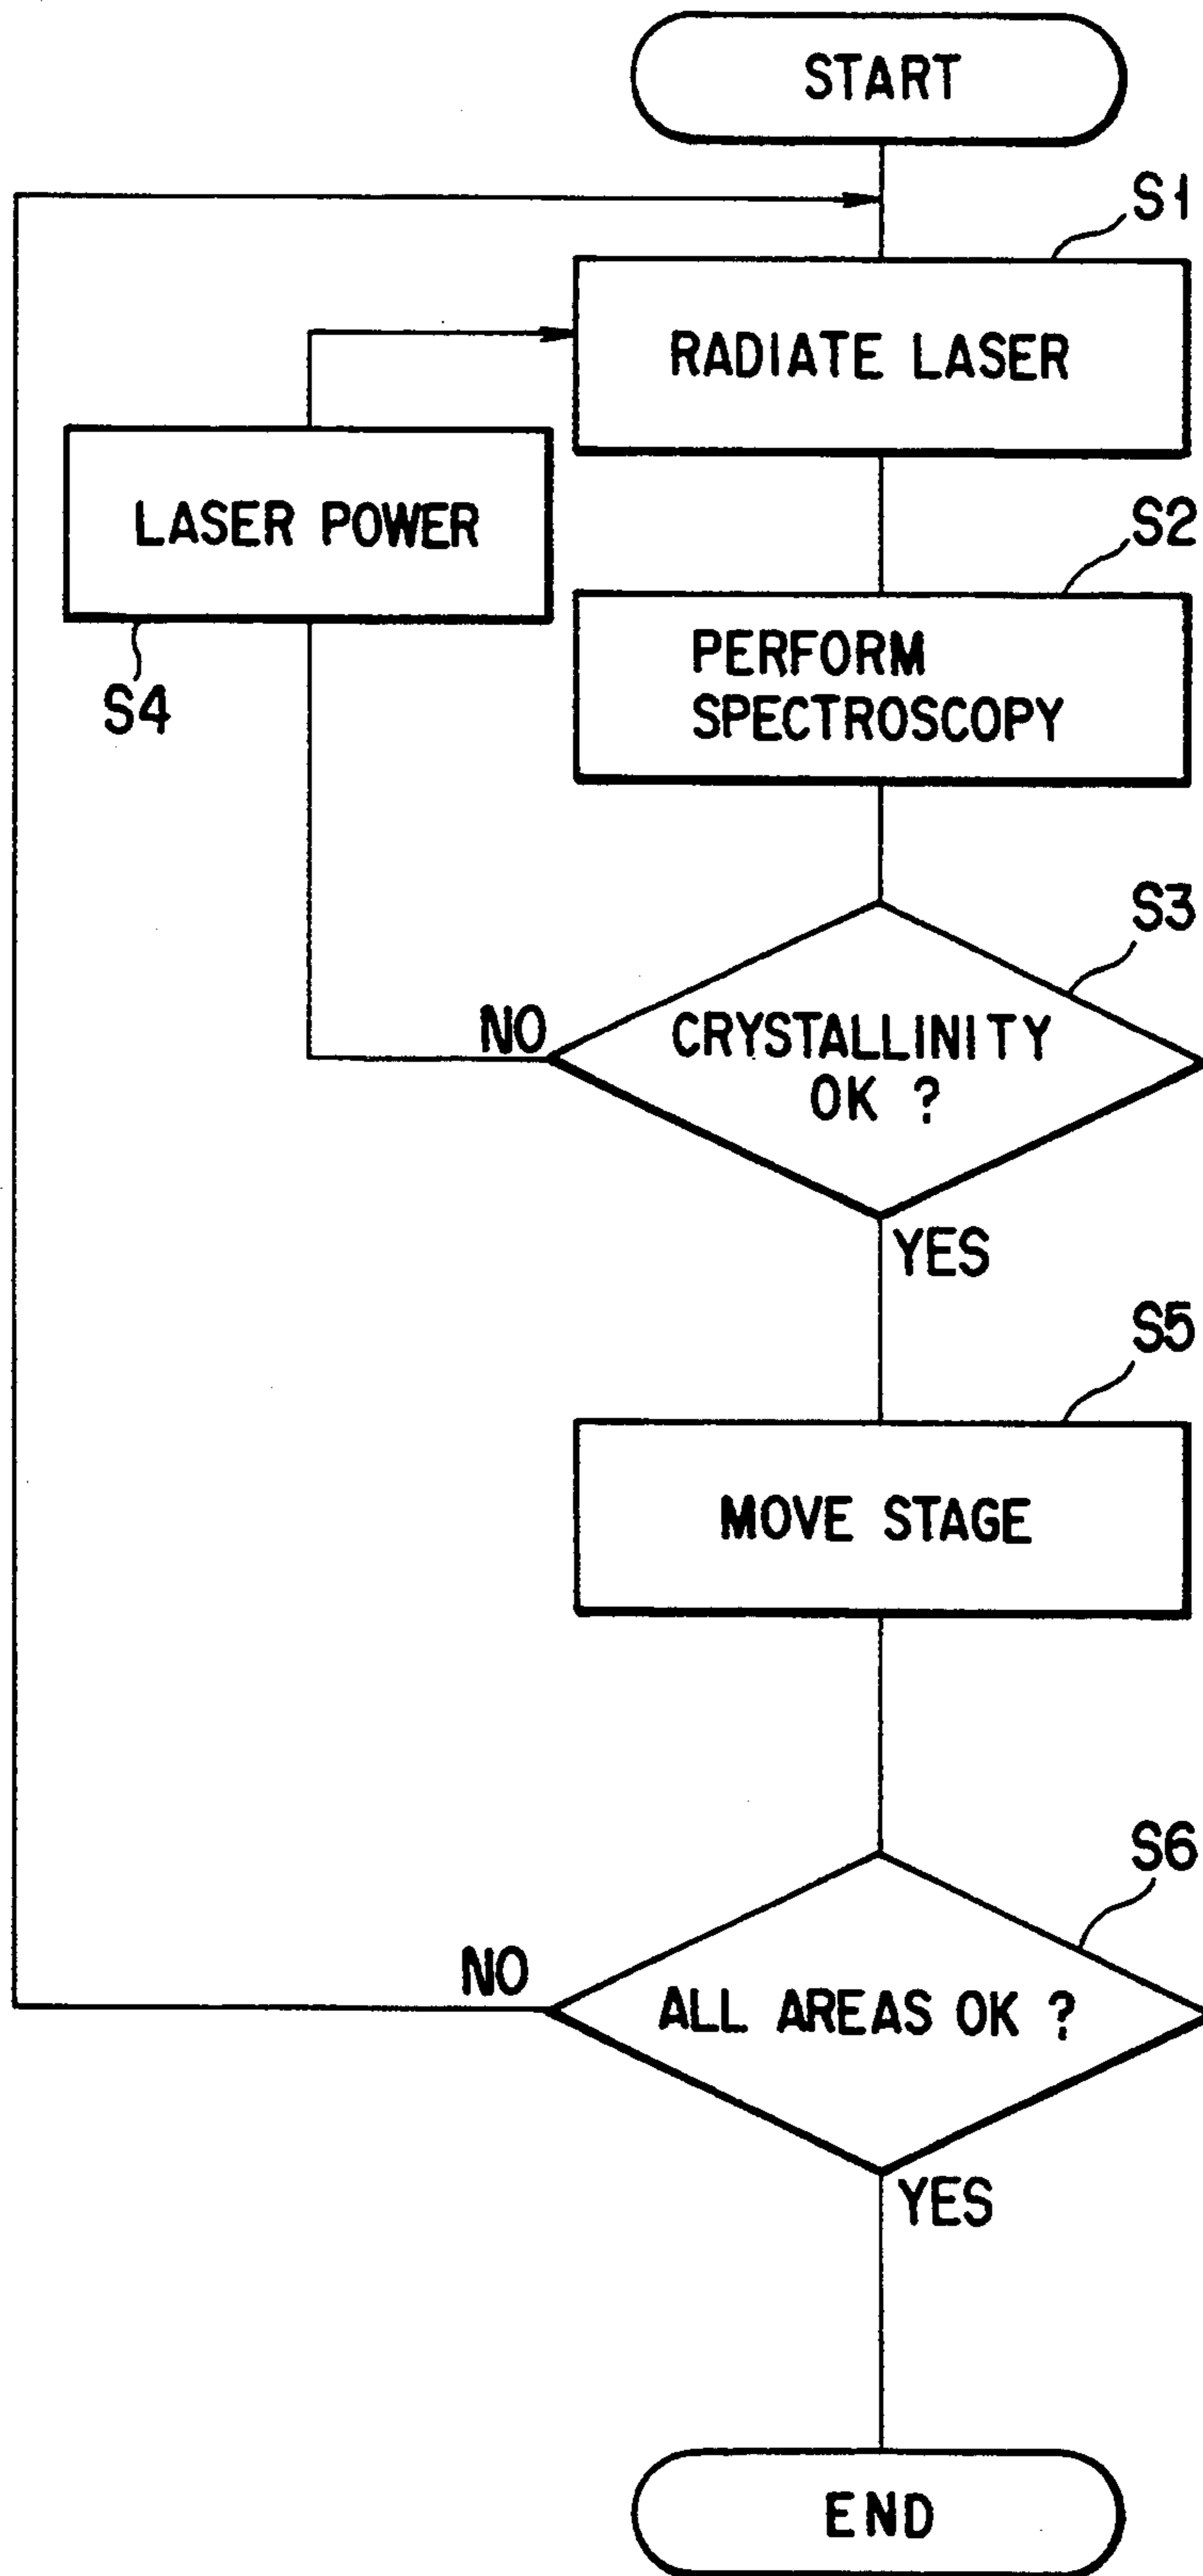 START
S1
RADIATE LASER
LASER POWER
S4
S2
PERFORM
SPECTROSCOPY
S3
NO
CRYSTALLINITY
OK ?
YES
S5
MOVE STAGE
S6
NO
ALL AREAS OK ?
YES
END